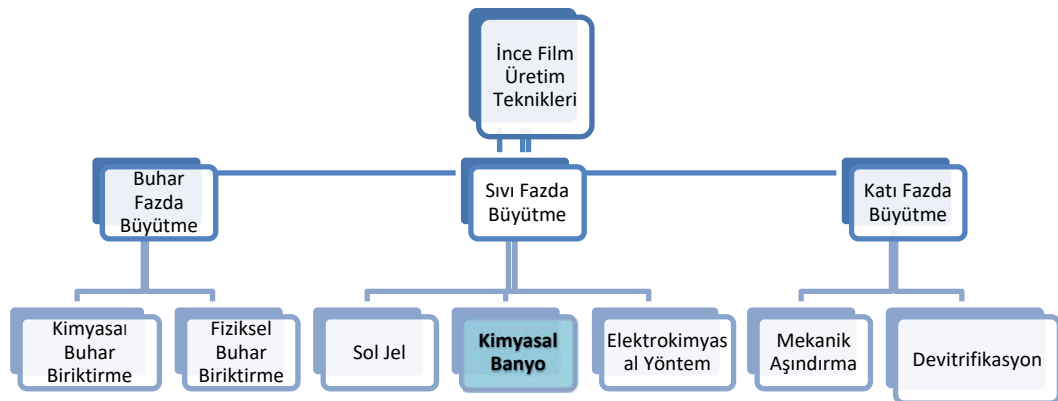 İnce Film
Üretim
Teknikleri
Buhar
Fazda
Büyütme
Sıvı Fazda
Büyütme
Katı Fazda
Büyütme
Kimyasal
Buhar
Biriktirme
Fiziksel
Buhar
Biriktirme
Sol Jel
Kimyasal
Banyo
Elektrokimyas
al Yöntem
Mekanik
Aşındırma
Devitrifikasyon